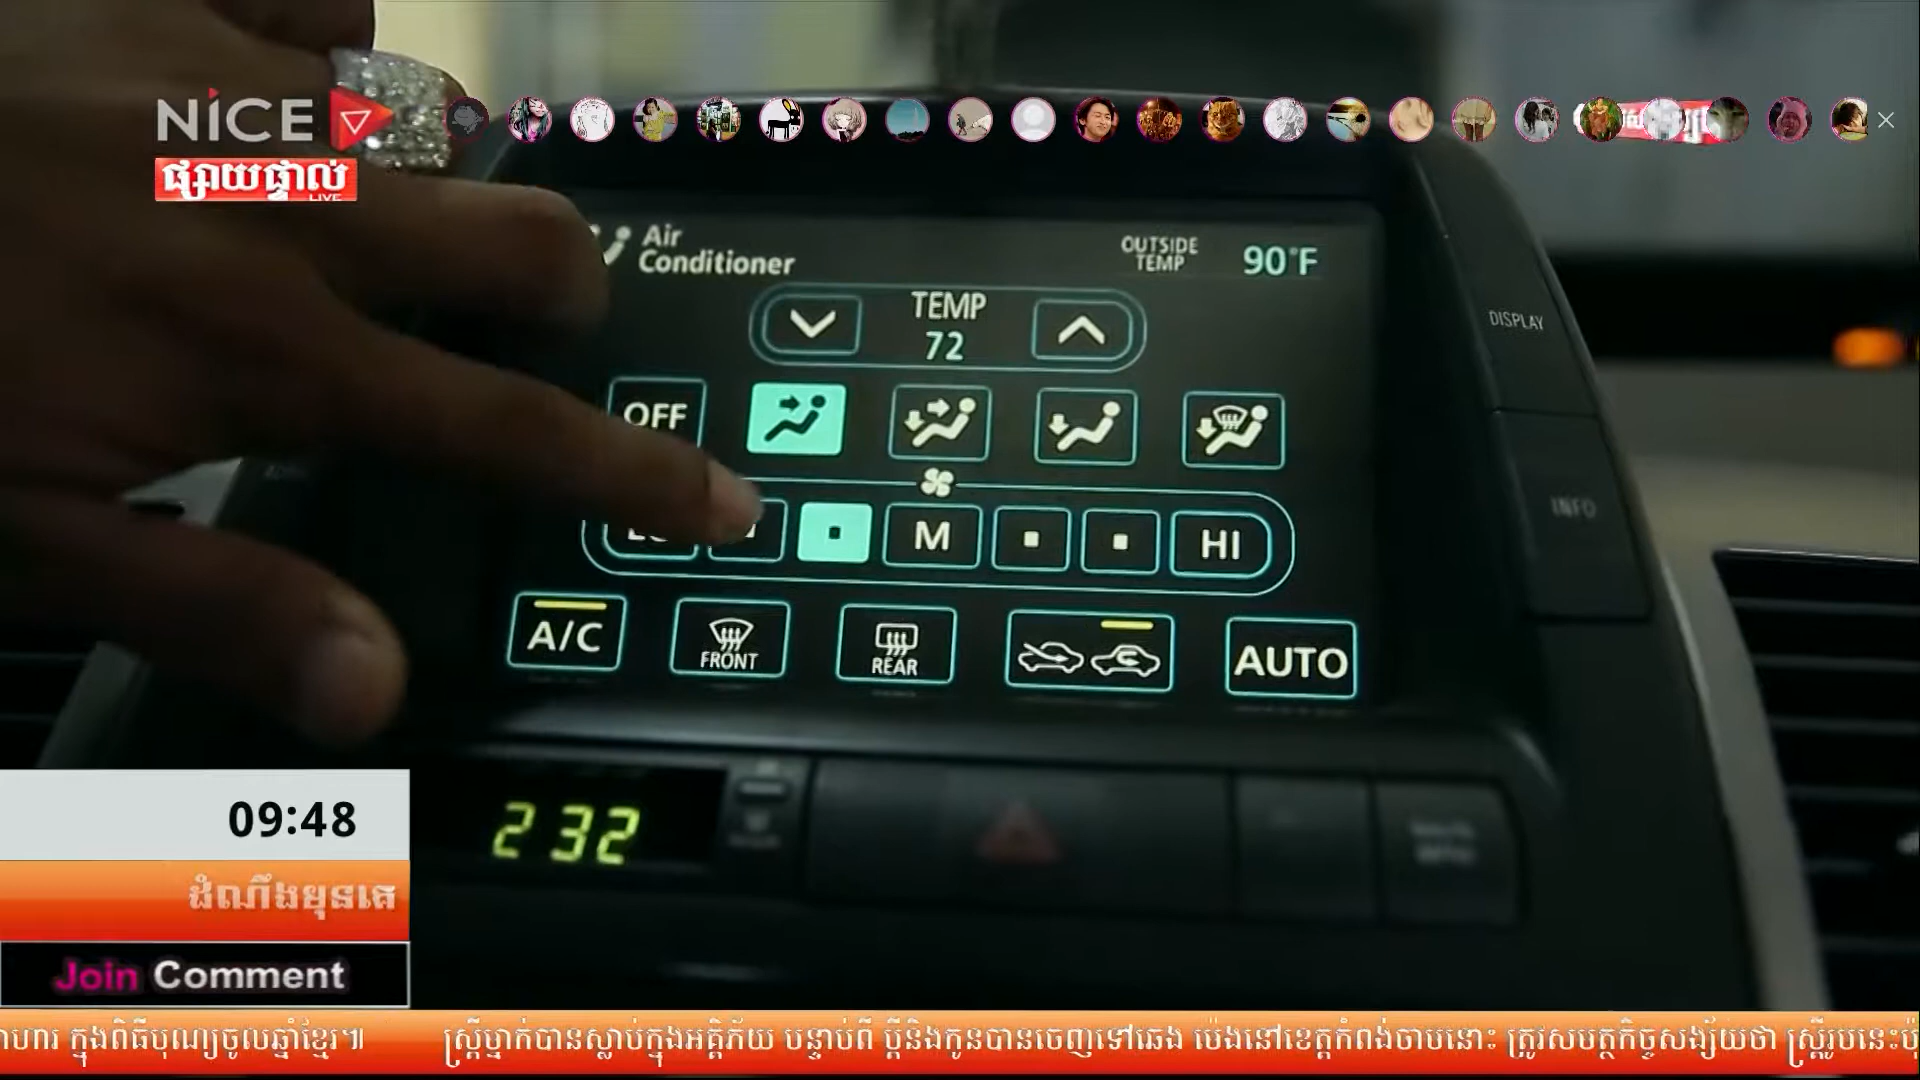 NiCE
ផ្សាយផ្ទាល់
LIVE
Air
Conditioner
OUTSIDE
TEMP
90°F
TEMP
72
OFF
M
HI
A/C
FRONT
REAR
AUTO
DISPLAY
INFO
2 32
09:48
ដំណឹងមុនគេ
Join Comment
ក្នុងពិធីបុណ្យចូលឆ្នាំខ្មែរ៕ ស្ត្រីម្នាក់បានស្លាប់ក្នុងអគ្គិភ័យ បន្ទាប់ពី ប្តីនិងកូនបានចេញទៅឆេង ម៉េងនៅខេត្តកំពង់ចាបមនោះ ត្រូវសមត្ថកិច្ចសង្ស័យថា ស្ត្រីរូបនេះ